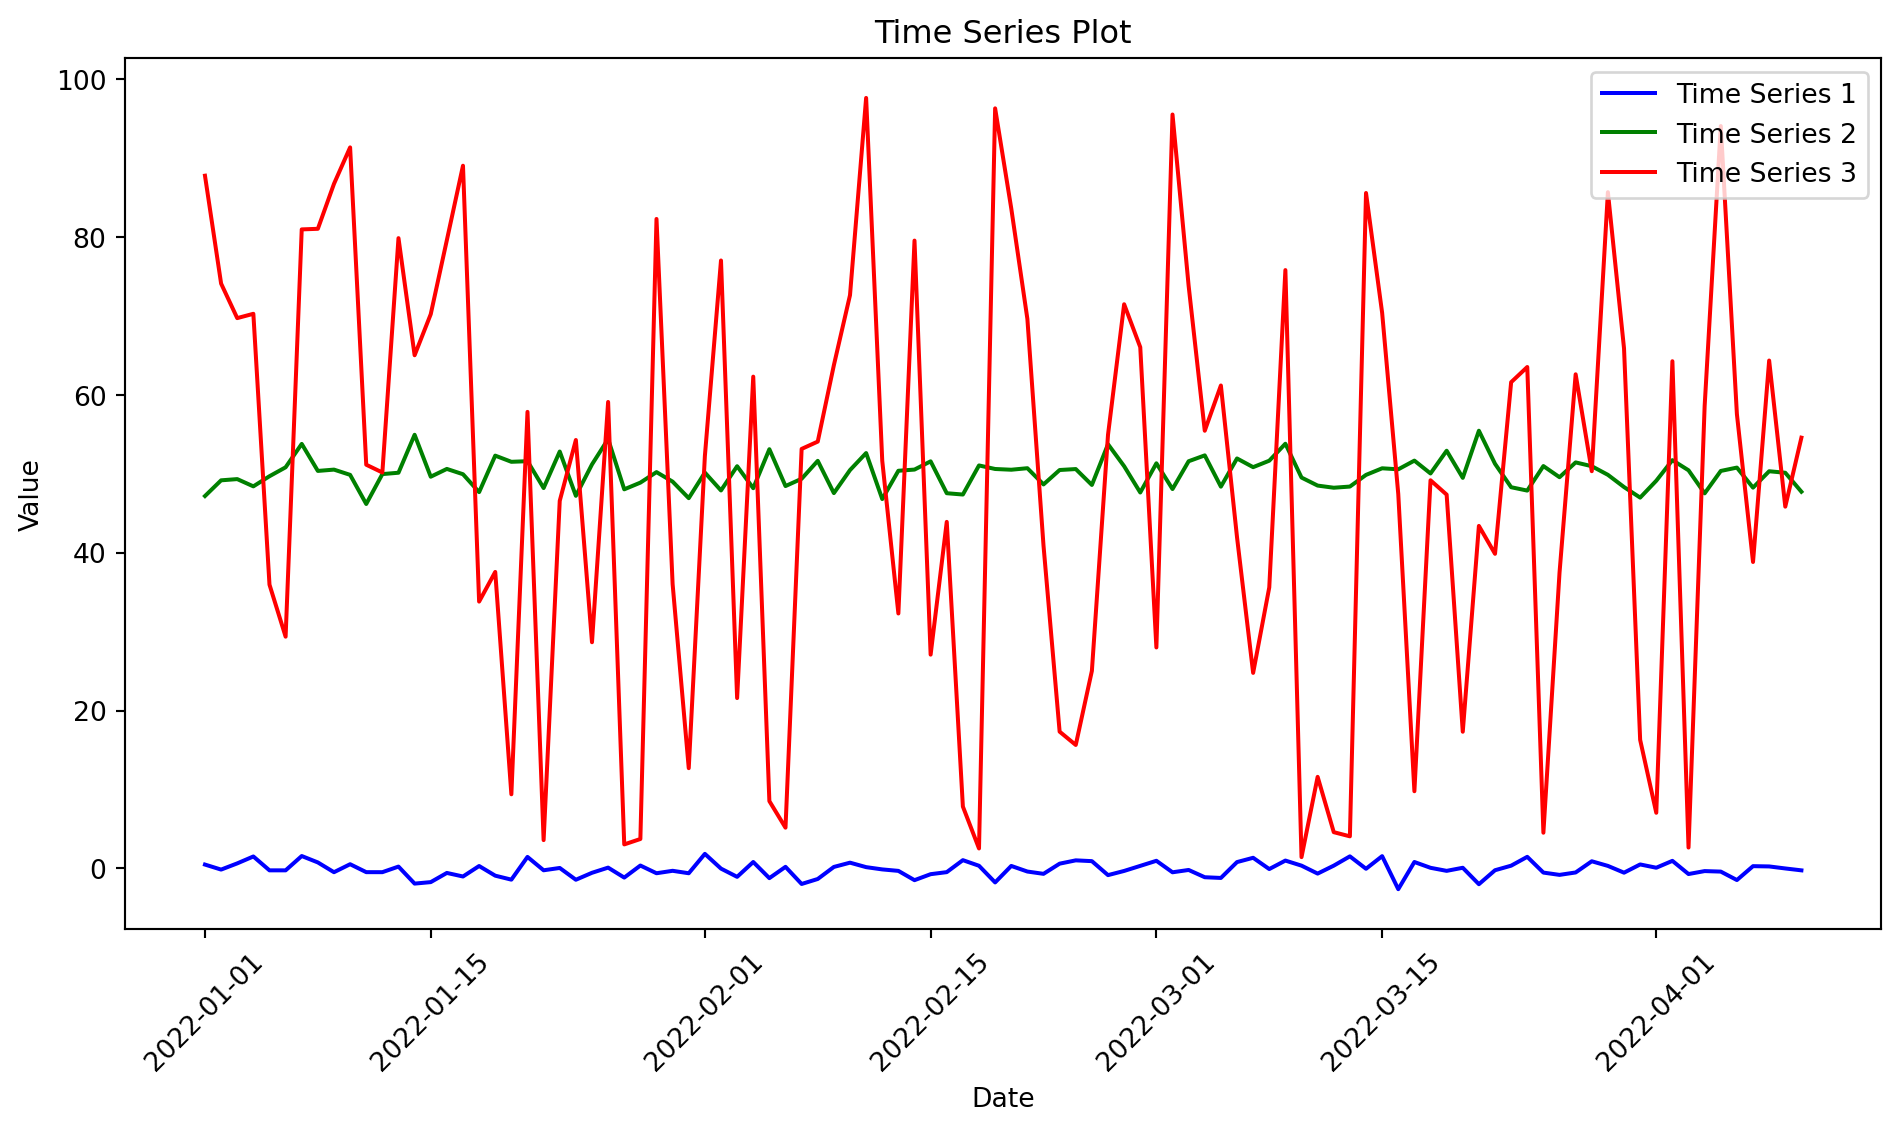 Time Series Plot
100
80
60
40
20
0
Value
Time Series 1
Time Series 2
Time Series 3
2022-01-01
2022-01-15
2022-02-01
2022-02-15
2022-03-01
2022-03-15
2022-04-01
Date